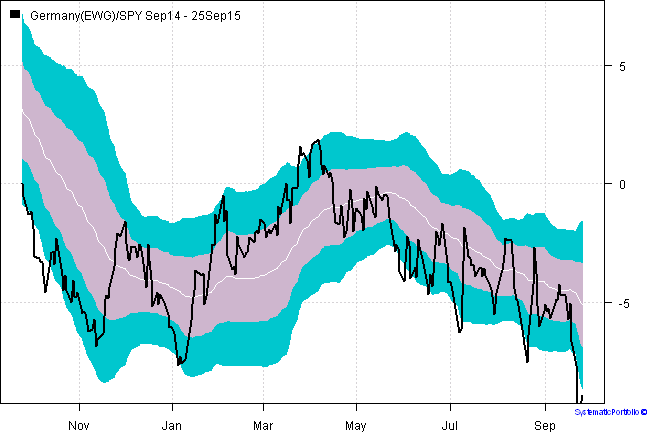 Germany(EWG)/SPY Sep14 - 25Sep15
5
0
-5
Nov Jan Mar May Jul Sep
SystematicPortfolio ©